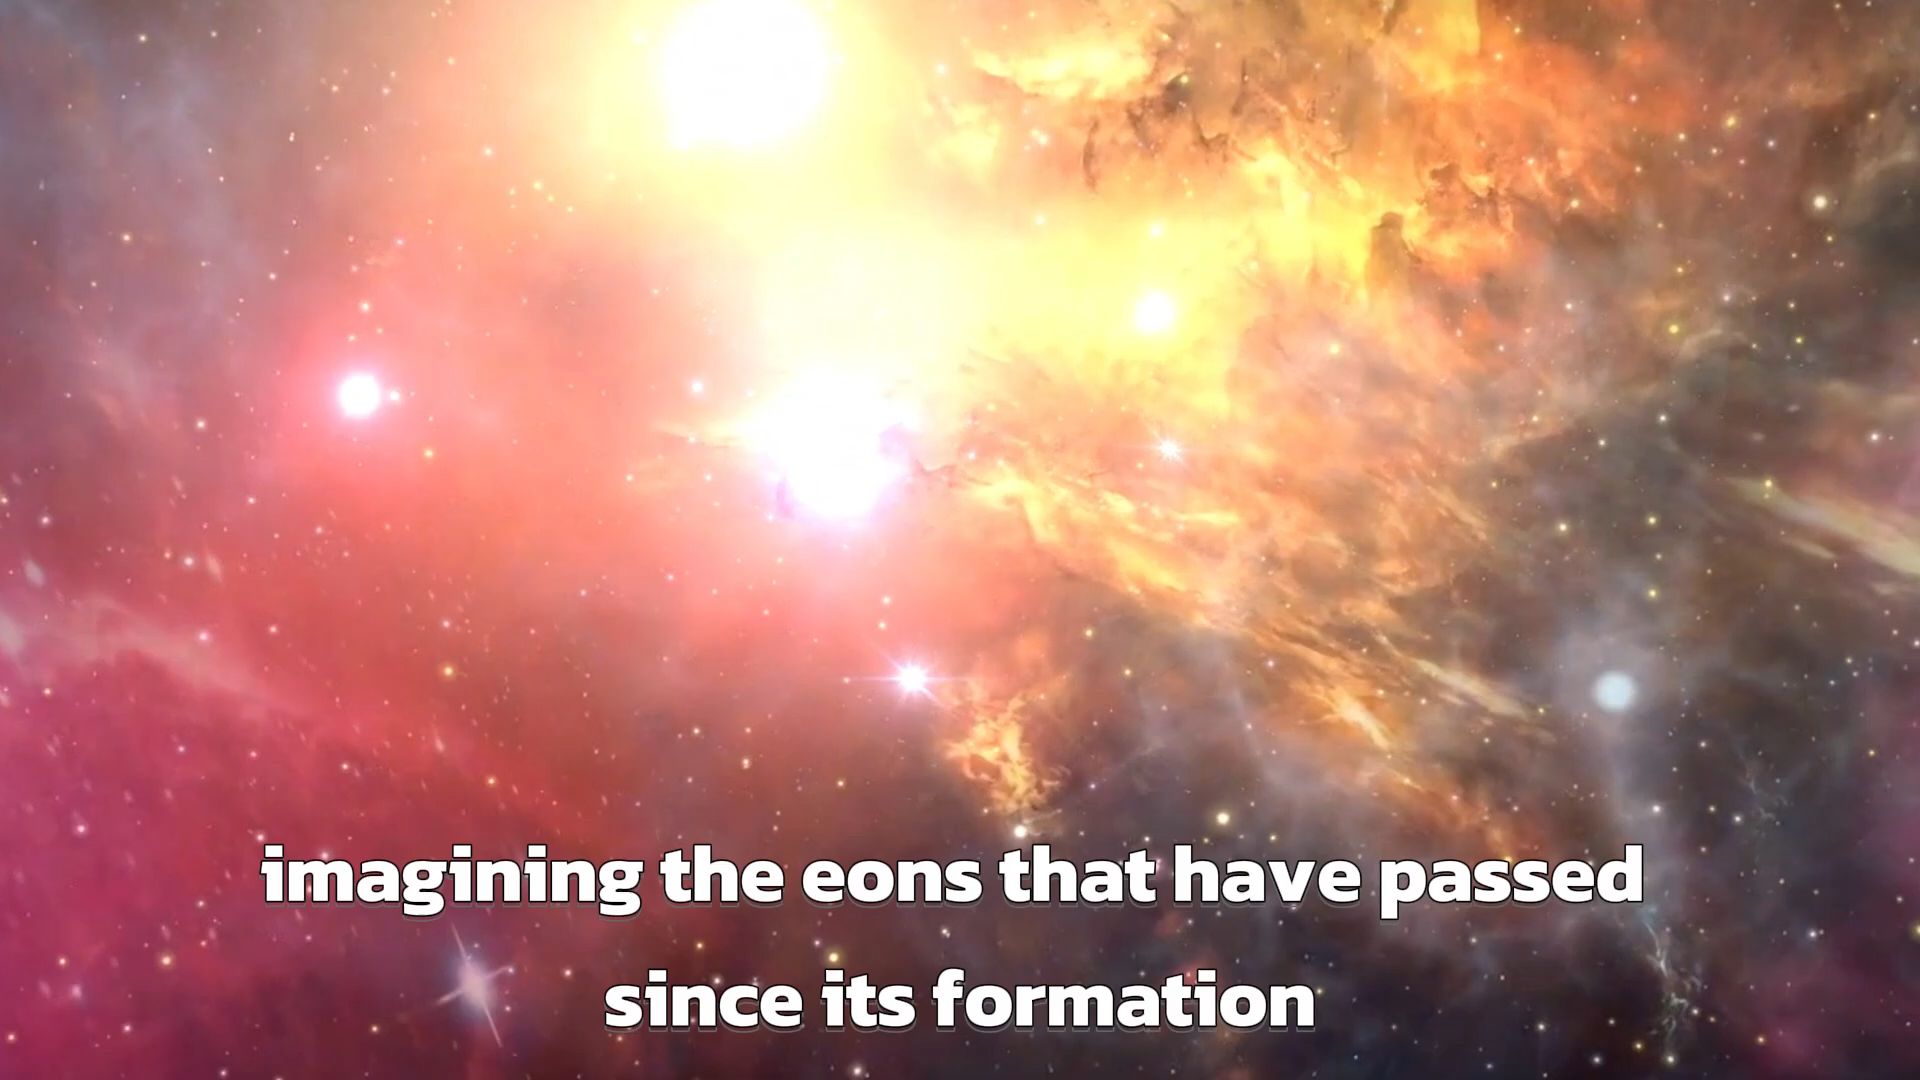 imagining the eons that have passed
since its formation